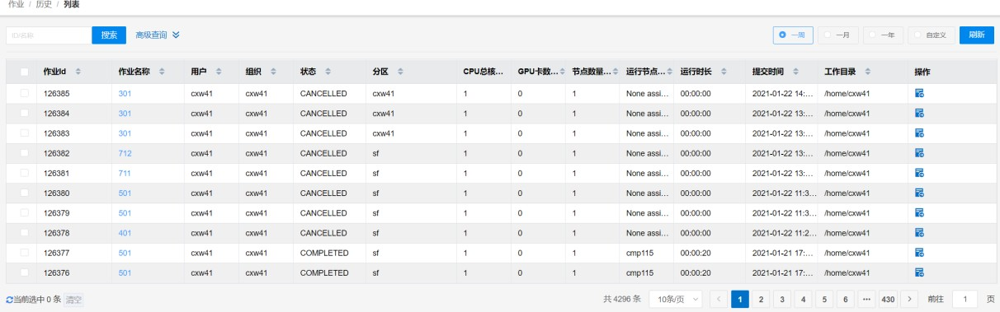 作业 / 历史 / 列表
ID/名称 搜索 高级查询 一周 一月 一年 自定义 刷新
作业Id 作业名称 用户 组织 状态 分区 CPU总核... GPU卡数... 节点数量... 运行节点... 运行时长 提交时间 工作目录 操作
126385 301 cxw41 cxw41 CANCELLED cxw41 1 0 1 None assi... 00:00:00 2021-01-22 14:... /home/cxw41
126384 301 cxw41 cxw41 CANCELLED cxw41 1 0 1 None assi... 00:00:00 2021-01-22 13:... /home/cxw41
126383 301 cxw41 cxw41 CANCELLED cxw41 1 0 1 None assi... 00:00:00 2021-01-22 13:... /home/cxw41
126382 712 cxw41 cxw41 CANCELLED sf 1 0 1 None assi... 00:00:00 2021-01-22 13:... /home/cxw41
126381 711 cxw41 cxw41 CANCELLED sf 1 0 1 None assi... 00:00:00 2021-01-22 13:... /home/cxw41
126380 501 cxw41 cxw41 CANCELLED sf 1 0 1 None assi... 00:00:00 2021-01-22 11:3... /home/cxw41
126379 501 cxw41 cxw41 CANCELLED sf 1 0 1 None assi... 00:00:00 2021-01-22 11:3... /home/cxw41
126378 401 cxw41 cxw41 CANCELLED sf 1 0 1 None assi... 00:00:00 2021-01-22 11:2... /home/cxw41
126377 501 cxw41 cxw41 COMPLETED sf 1 0 1 cmp115 00:00:20 2021-01-21 17:... /home/cxw41
126376 501 cxw41 cxw41 COMPLETED sf 1 0 1 cmp115 00:00:20 2021-01-21 17:... /home/cxw41
当前选中 0 条 清空 共 4296 条 10条/页 < 1 2 3 4 5 6 ... 430 > 前往 1 页